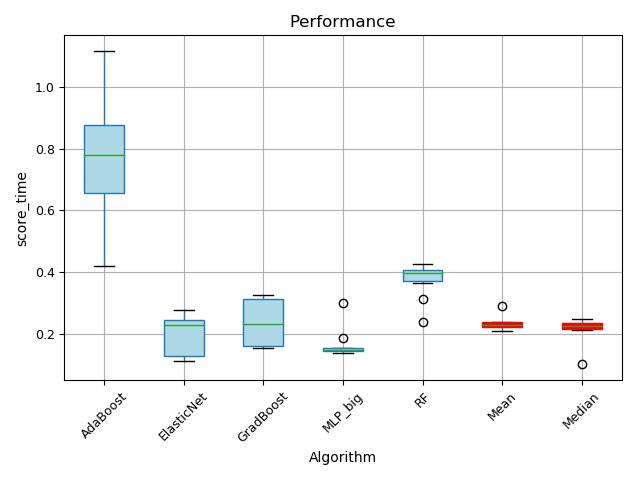 Performance
score_time
1.0
0.8
0.6
0.4
0.2
AdaBoost
ElasticNet
GradBoost
MLP_big
RF
Mean
Median
Algorithm